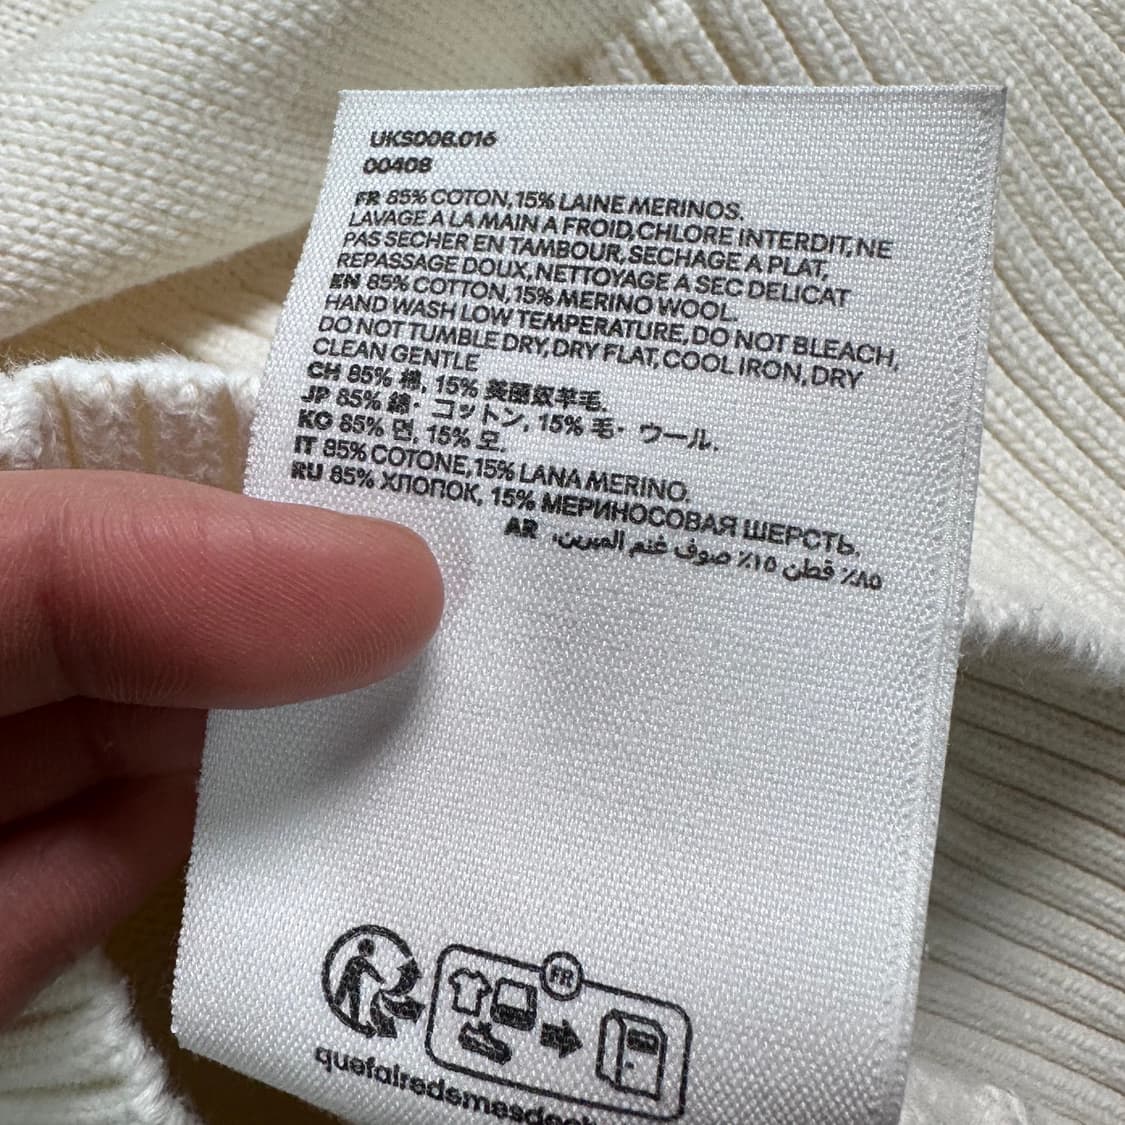 UKS008.016
00408
FR 85% COTON, 15% LAINE MERINOS.
LAVAGE A LA MAIN A FROID, CHLORE INTERDIT, NE
PAS SECHER EN TAMBOUR, SECHAGE A PLAT,
REPASSAGE DOUX, NETTOYAGE A SEC DELICAT
EN 85% COTTON, 15% MERINO WOOL.
HAND WASH LOW TEMPERATURE, DO NOT BLEACH,
DO NOT TUMBLE DRY, DRY FLAT, COOL IRON, DRY
CLEAN GENTLE
CH 85% 棉, 15% 美丽奴羊毛.
JP 85% 綿・コットン, 15% 毛・ウール.
KO 85% 면, 15% 모.
IT 85% COTONE, 15% LANA MERINO.
RU 85% ХЛОПОК, 15% МЕРИНОСОВАЯ ШЕРСТЬ.
AR ٨٥٪ قطن ١٥٪ صوف غنم الميرين.
FR
quefairedemesdech